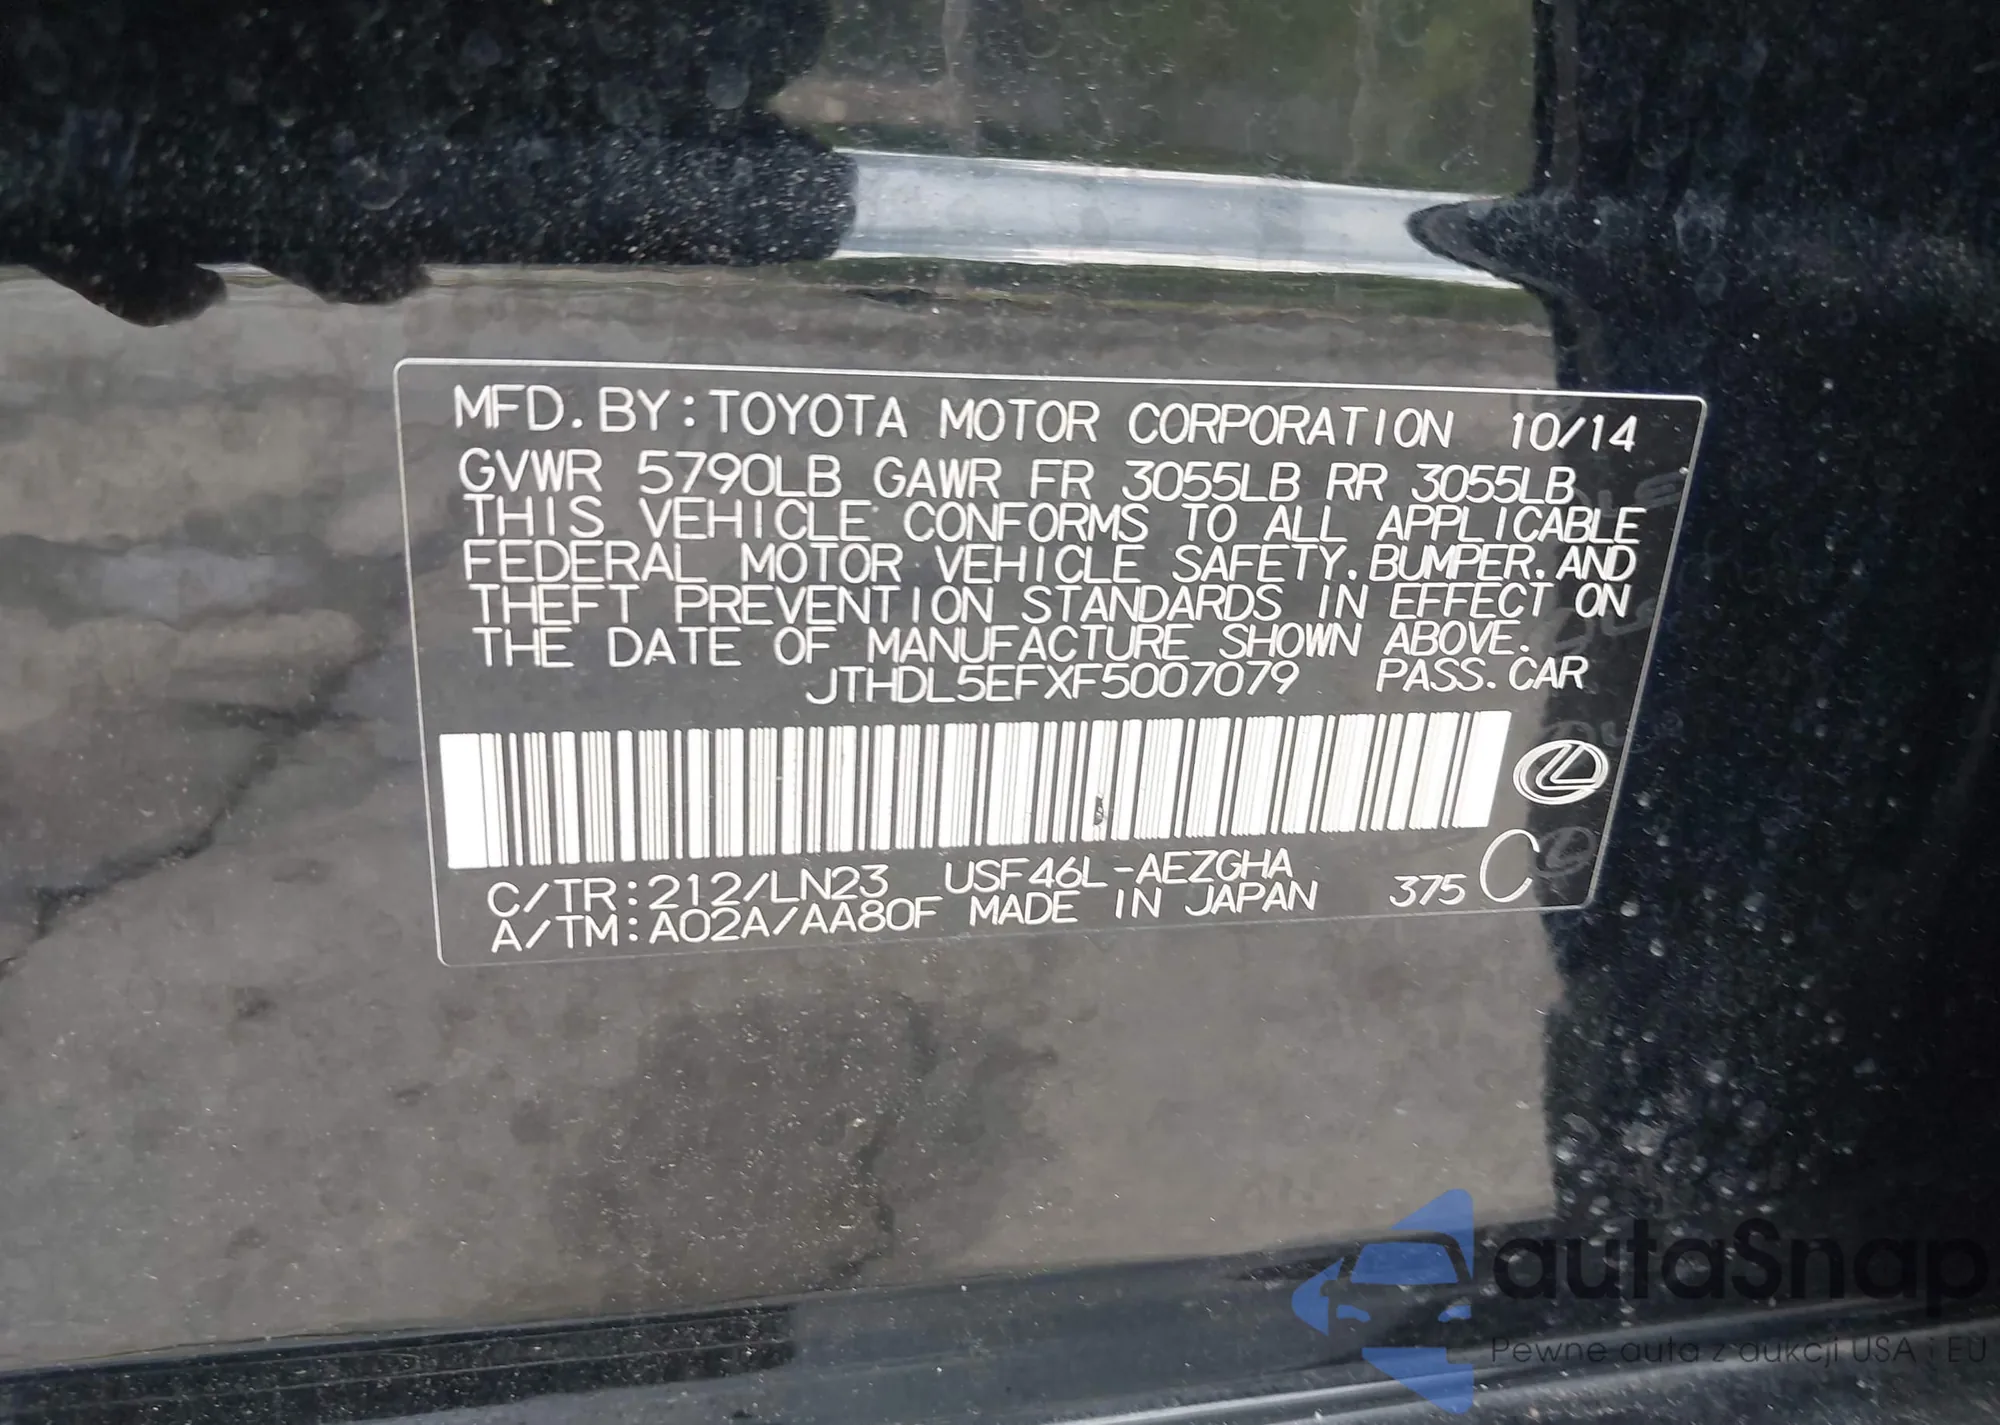 MFD. BY: TOYOTA MOTOR CORPORATION 10/14
GVWR 5790LB GAWR FR 3055LB RR 3055LB
THIS VEHICLE CONFORMS TO ALL APPLICABLE
FEDERAL MOTOR VEHICLE SAFETY, BUMPER, AND
THEFT PREVENTION STANDARDS IN EFFECT ON
THE DATE OF MANUFACTURE SHOWN ABOVE.
JTHDL5EFXF5007079 PASS. CAR
C/TR: 212/LN23 USF46L-AEZGHA
A/TM: A02A/AA80F MADE IN JAPAN 375 C
autaSnap
Pewne auta z aukcji USA i EU